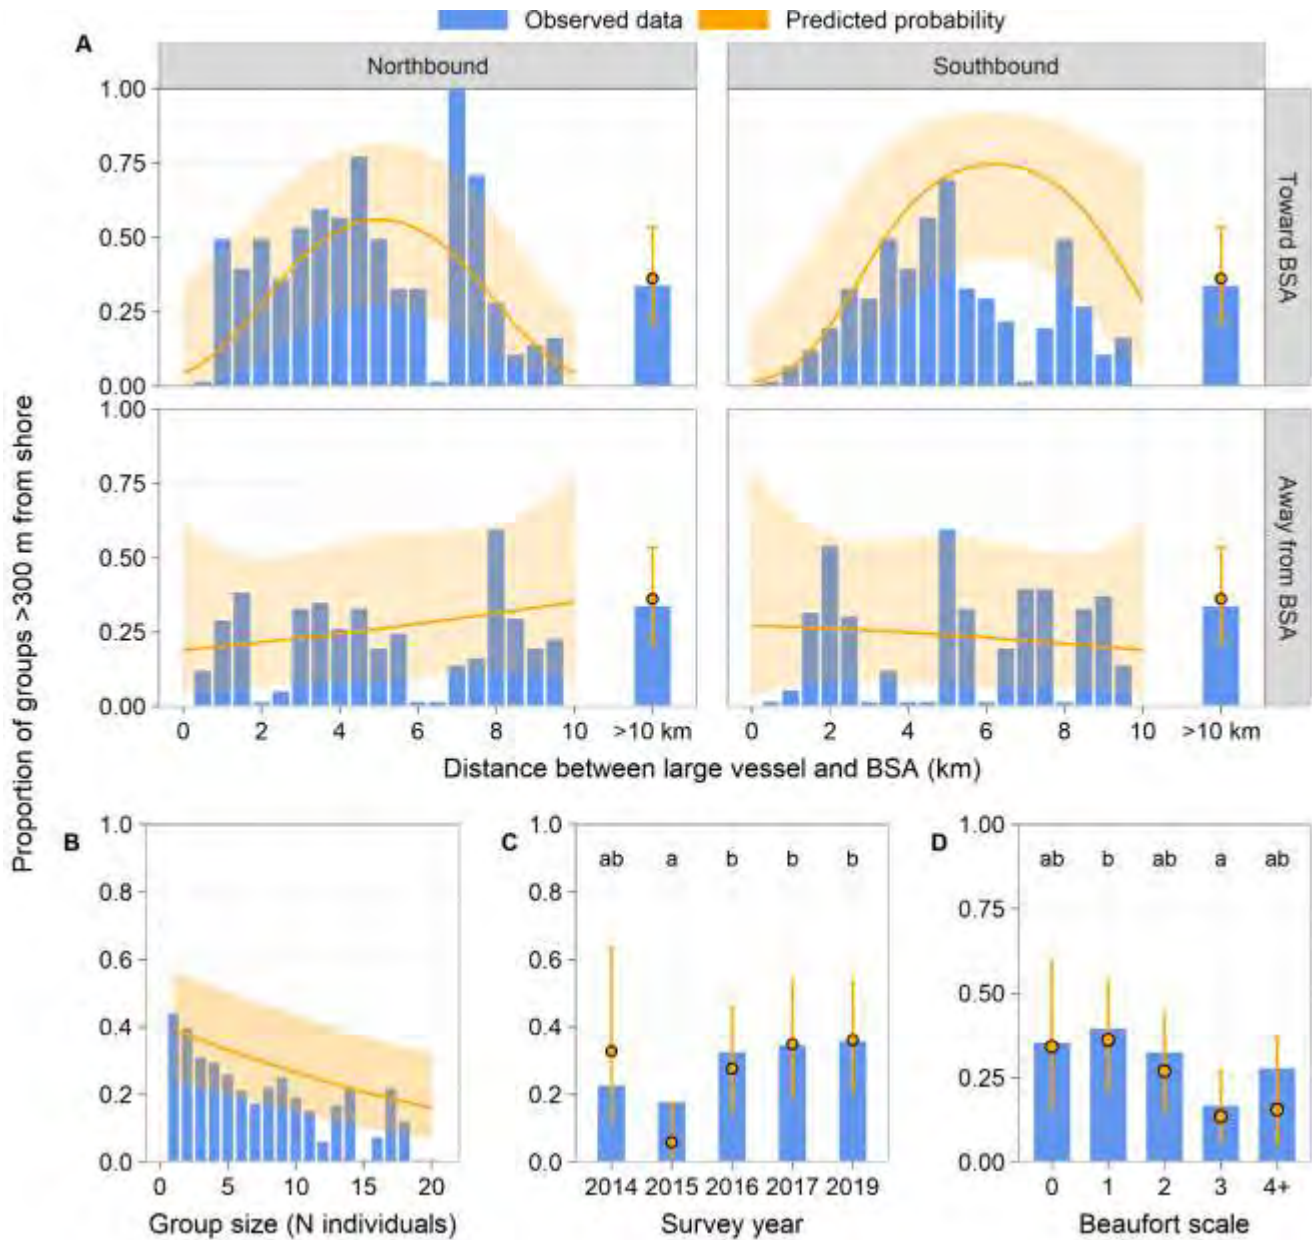 Observed data Predicted probability
A
Northbound Southbound
1.00
0.75
0.50
0.25
0.00
Toward BSA
1.00
0.75
0.50
0.25
0.00
Away from BSA
0 2 4 6 8 10 >10 km 2 4 6 8 10 >10 km
Distance between large vessel and BSA (km)
Proportion of groups >300 m from shore
B
1.0
0.8
0.6
0.4
0.2
0.0
0 5 10 15 20
Group size (N individuals)
C
1.0
0.8
0.6
0.4
0.2
0.0
ab a b b b
2014 2015 2016 2017 2019
Survey year
D
1.00
0.75
0.50
0.25
0.00
ab b ab a ab
0 1 2 3 4+
Beaufort scale